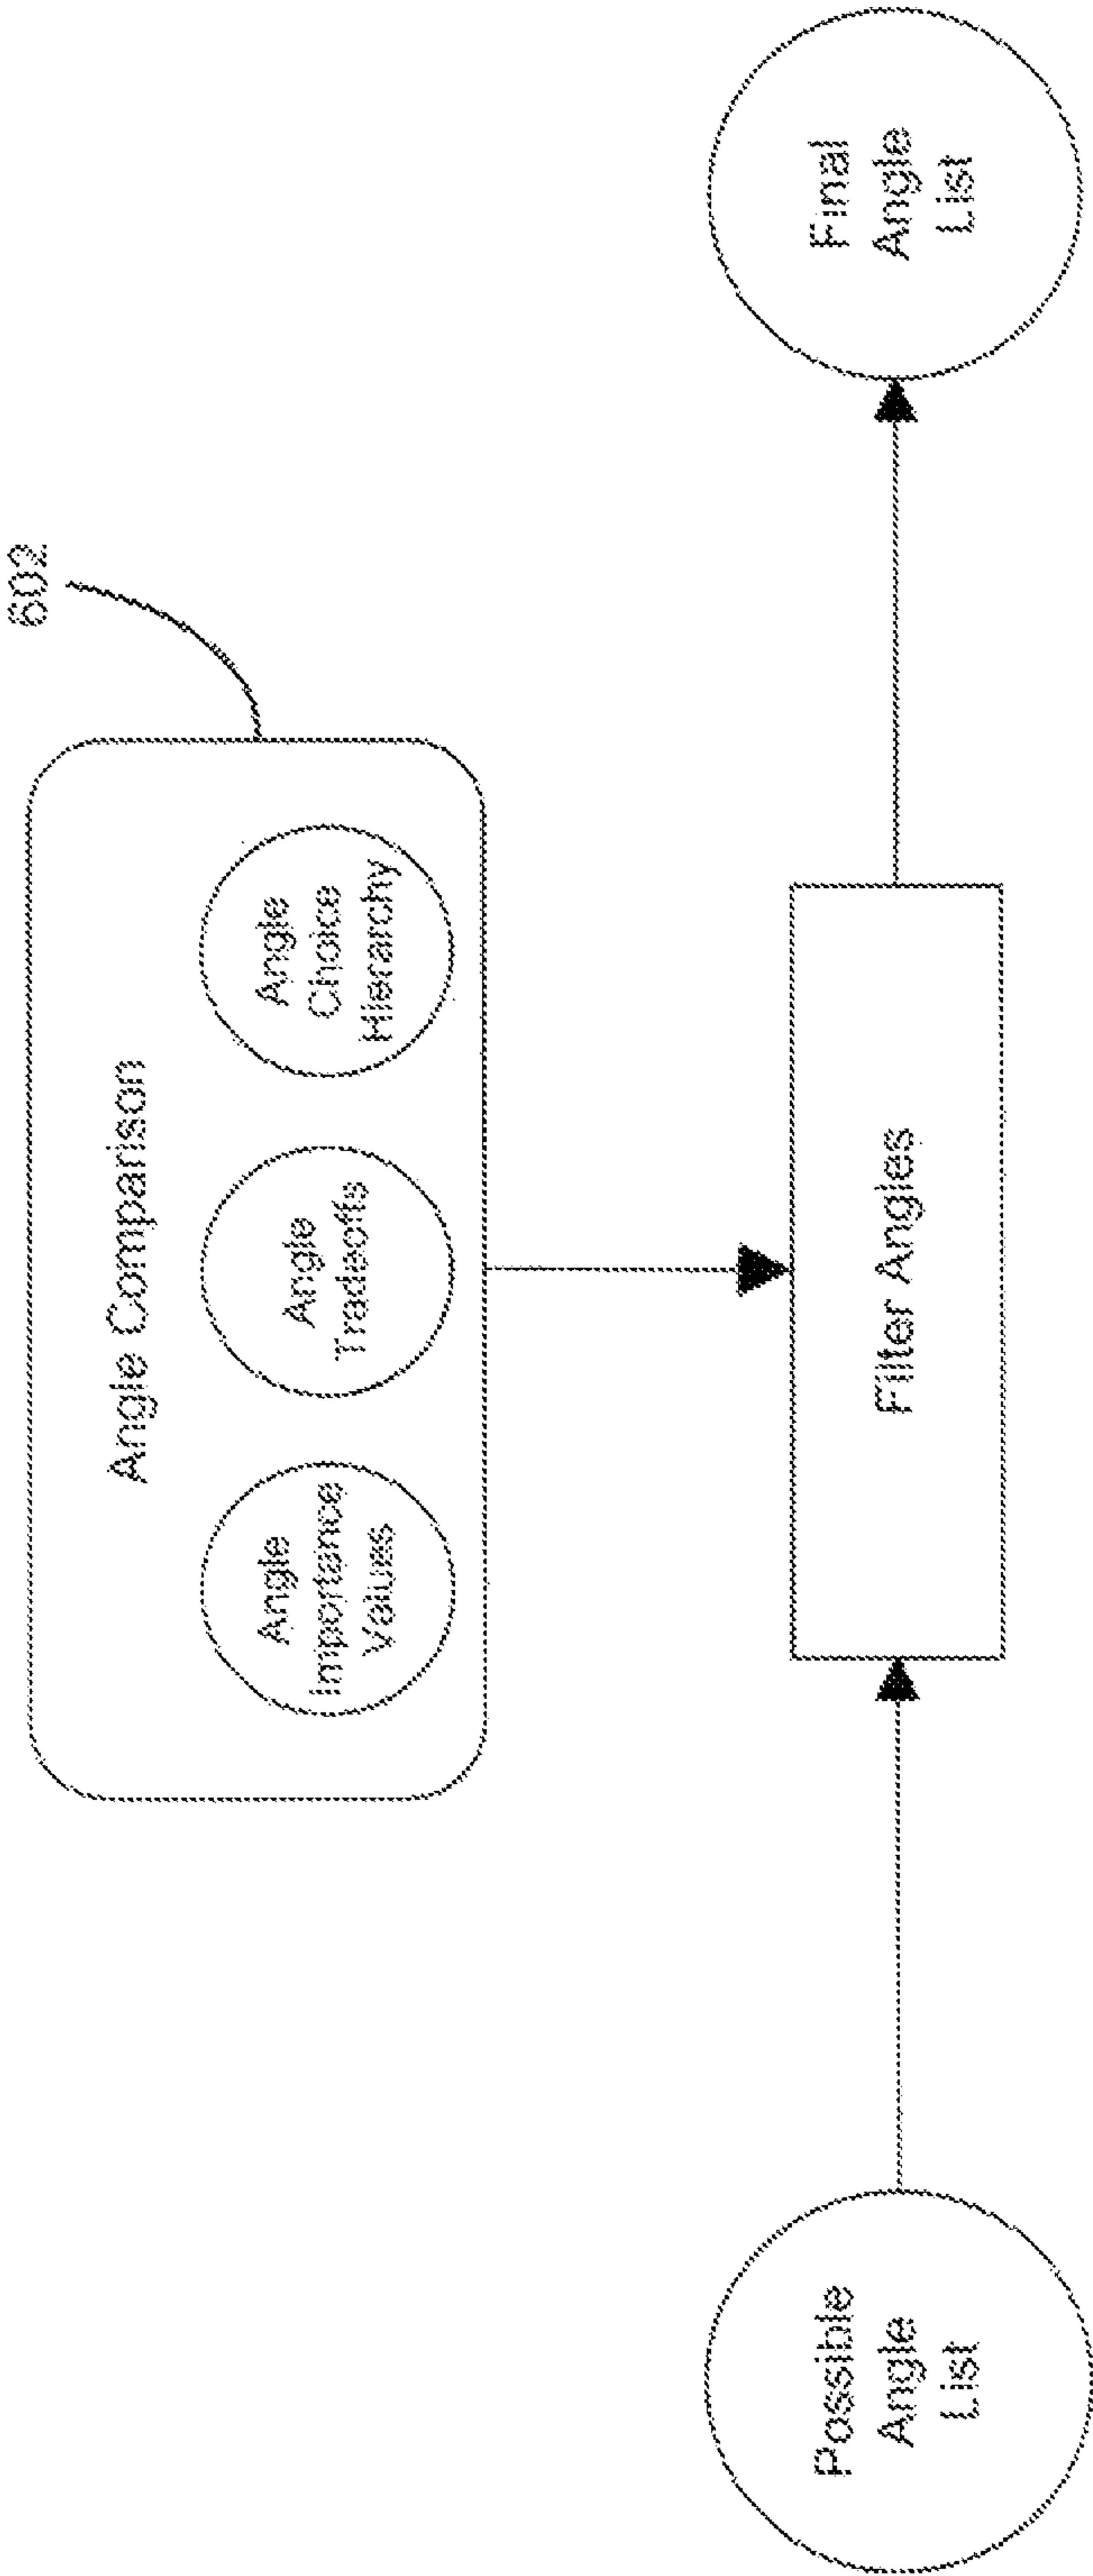 602
Angle Comparison
Angle
Importance
Values
Angle
Tradeoffs
Angle
Choice
Hierarchy
Possible
Angle
List
Filter Angles
Final
Angle
List